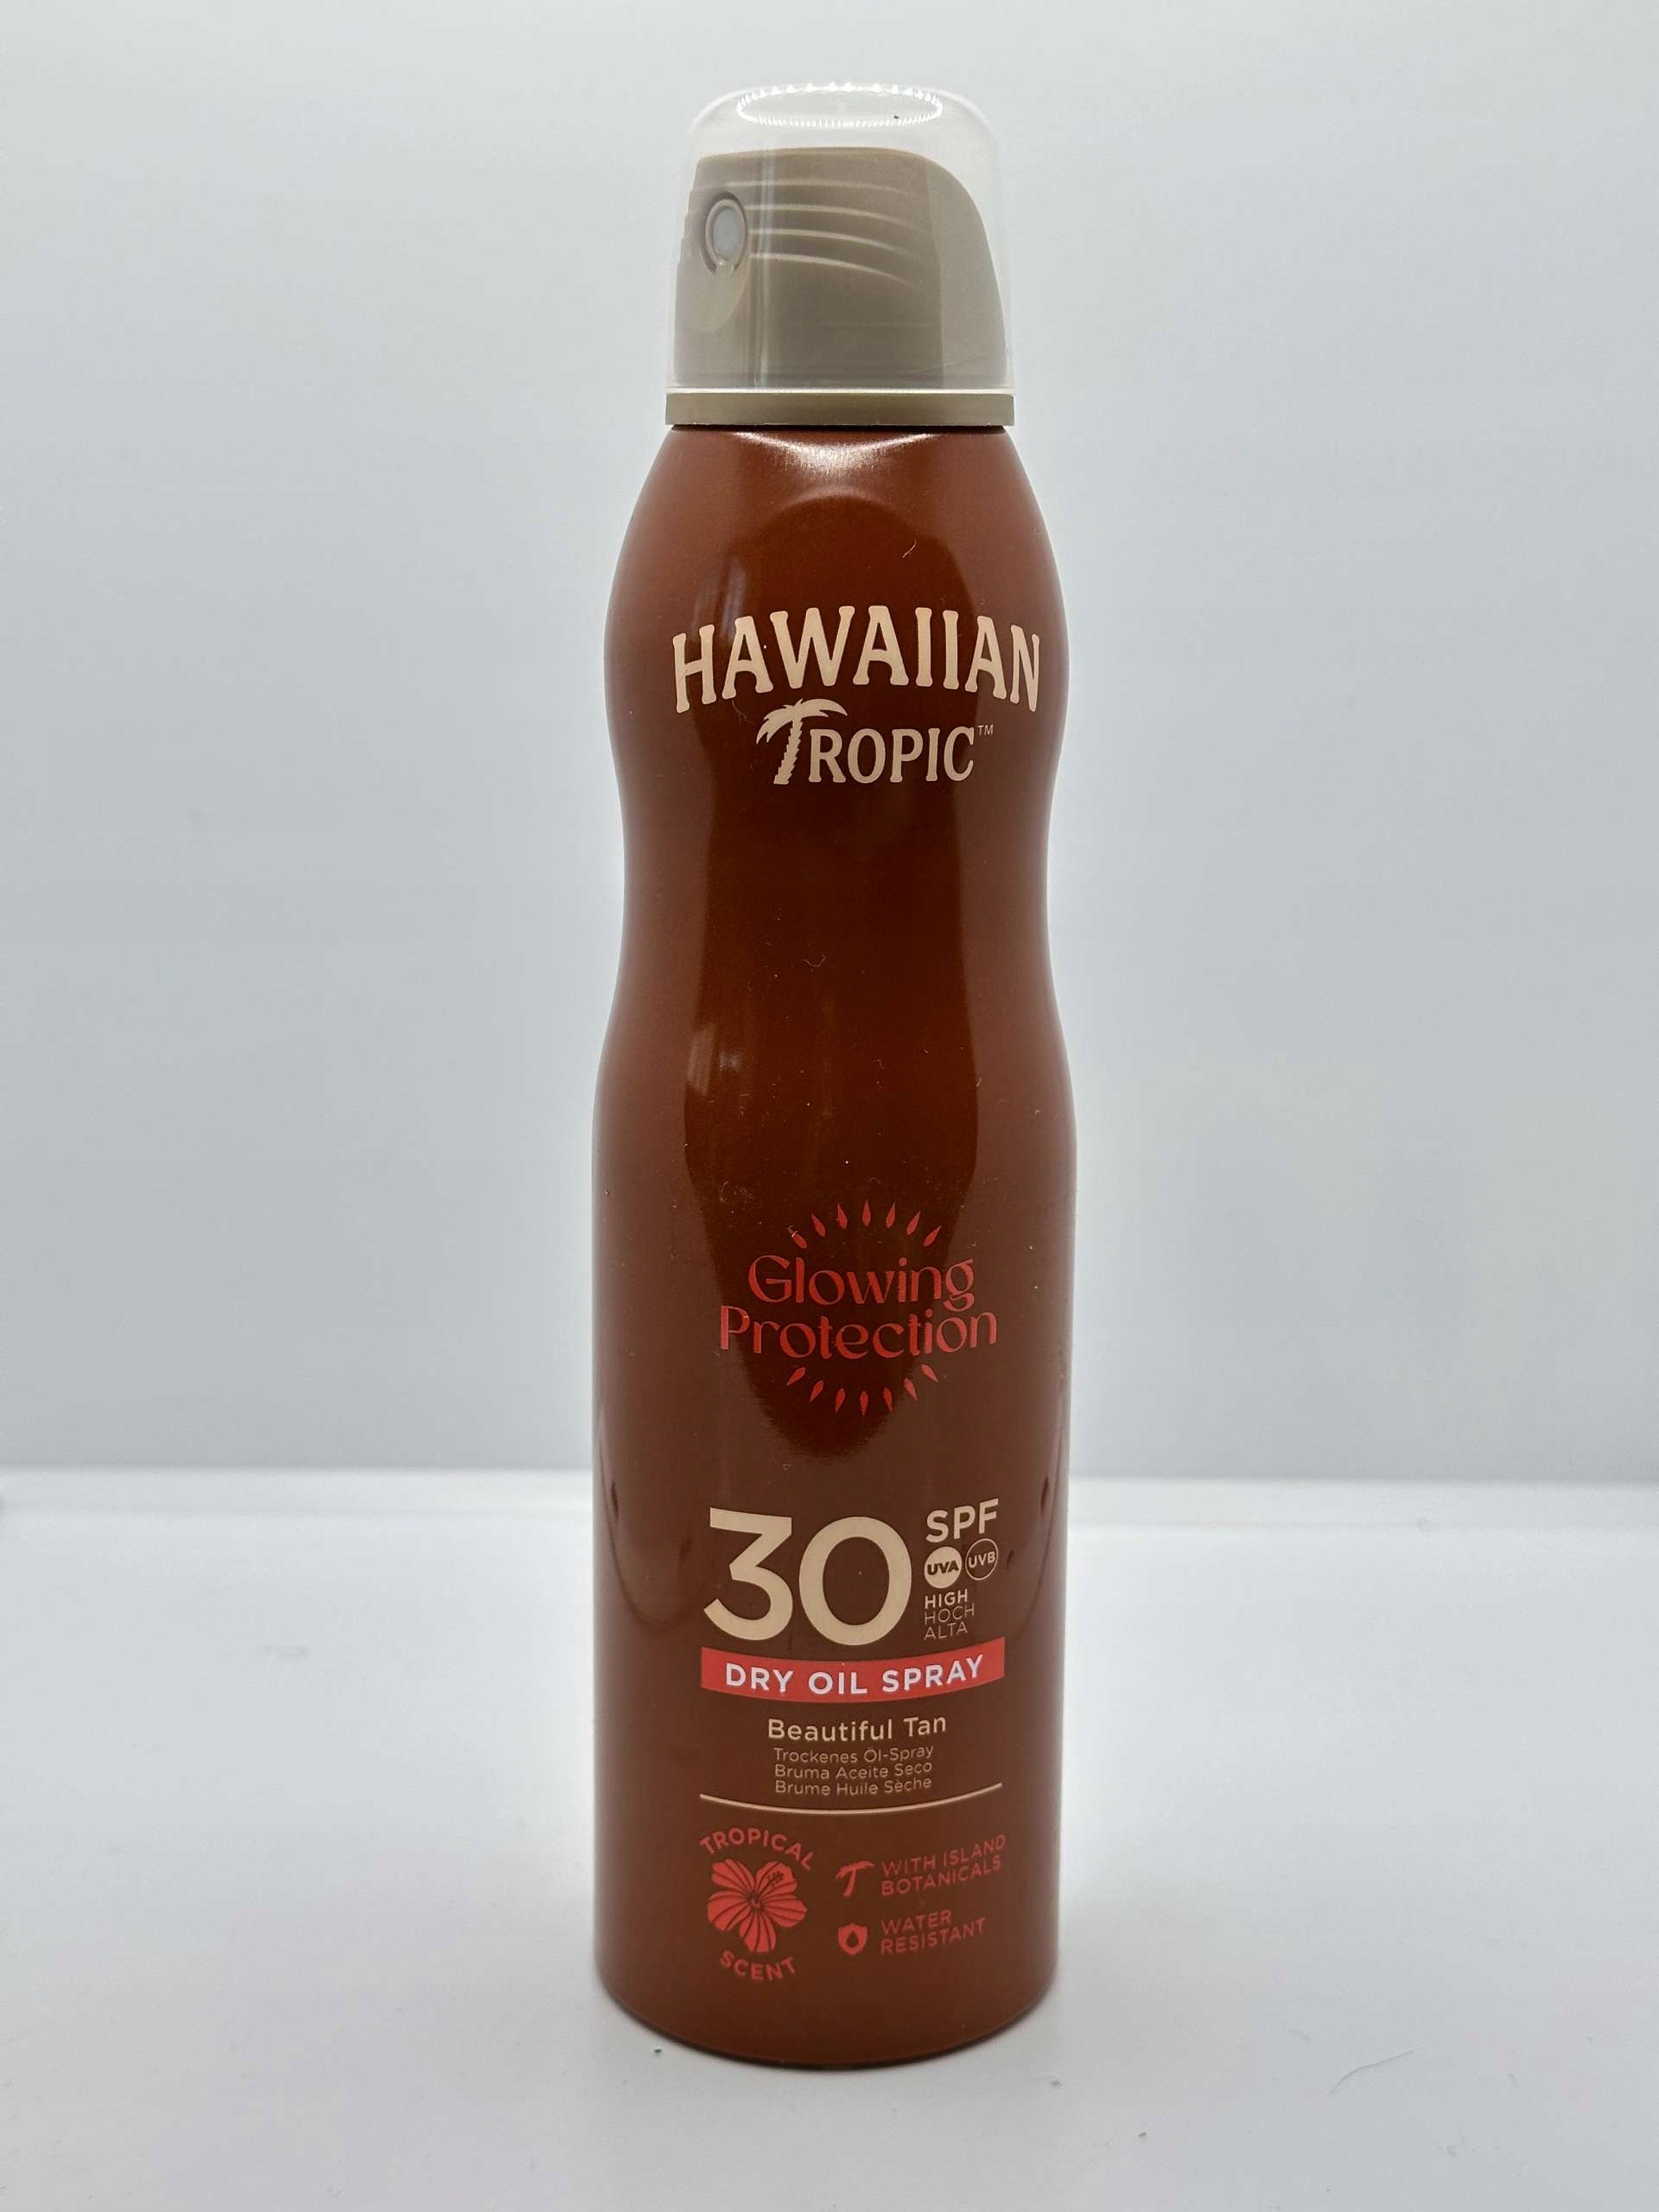 HAWAIIAN
TROPIC™
Glowing
Protection
30 SPF
UVA UVB
HIGH
HOCH
ALTA
DRY OIL SPRAY
Beautiful Tan
Trockenes Öl-Spray
Bruma Aceite Seco
Brume Huile Sèche
TROPICAL
SCENT
WITH ISLAND
BOTANICALS
WATER
RESISTANT